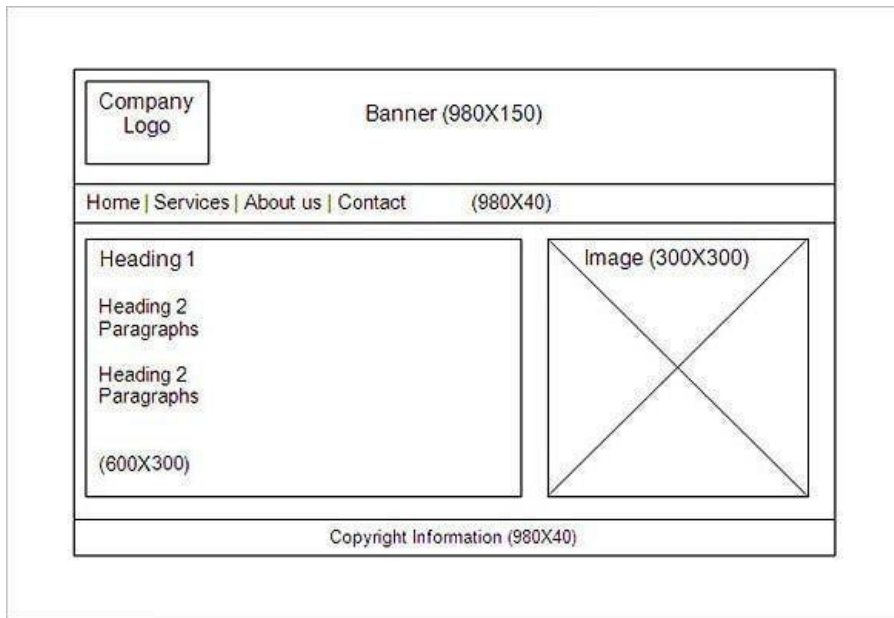 Company
Logo
Banner (980X150)
Home | Services | About us | Contact (980X40)
Heading 1
Heading 2
Paragraphs
Heading 2
Paragraphs
(600X300)
Image (300X300)
Copyright Information (980X40)